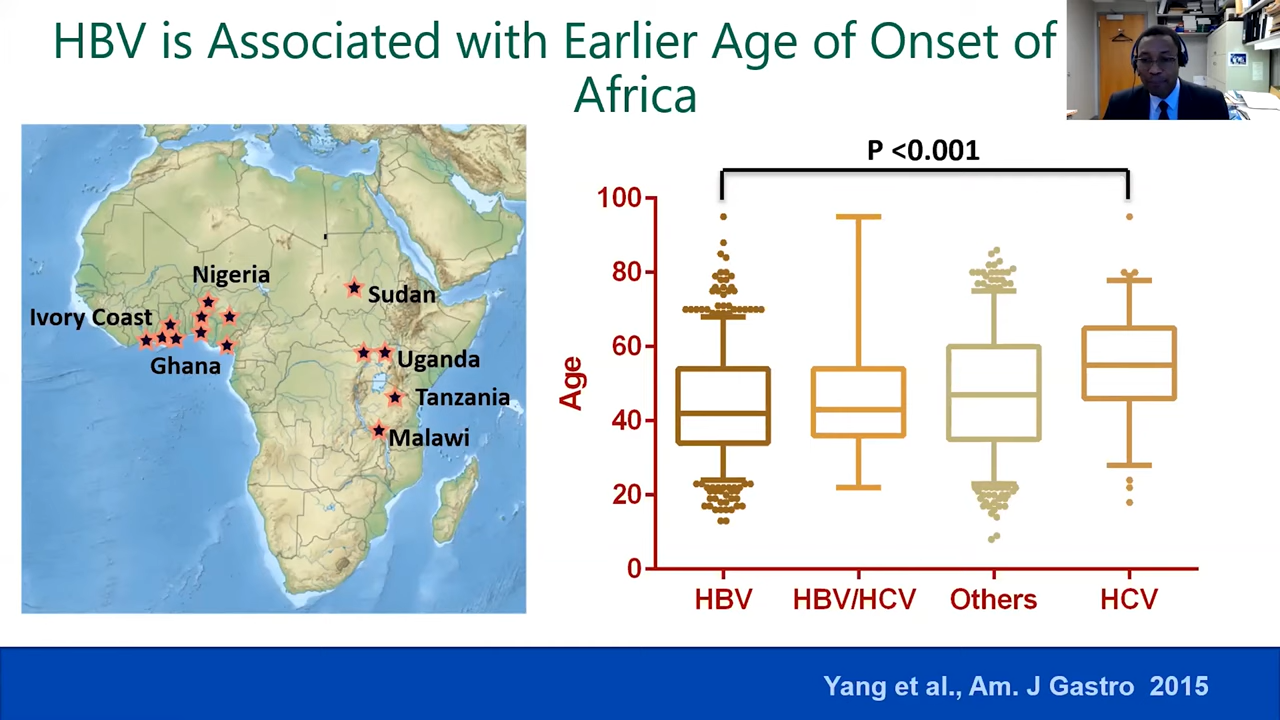 HBV is Associated with Earlier Age of Onset of
Africa
Nigeria
Sudan
Ivory Coast
Ghana
Uganda
Tanzania
Malawi
P <0.001
100
80
60
40
20
0
Age
HBV
HBV/HCV
Others
HCV
Yang et al., Am. J Gastro 2015